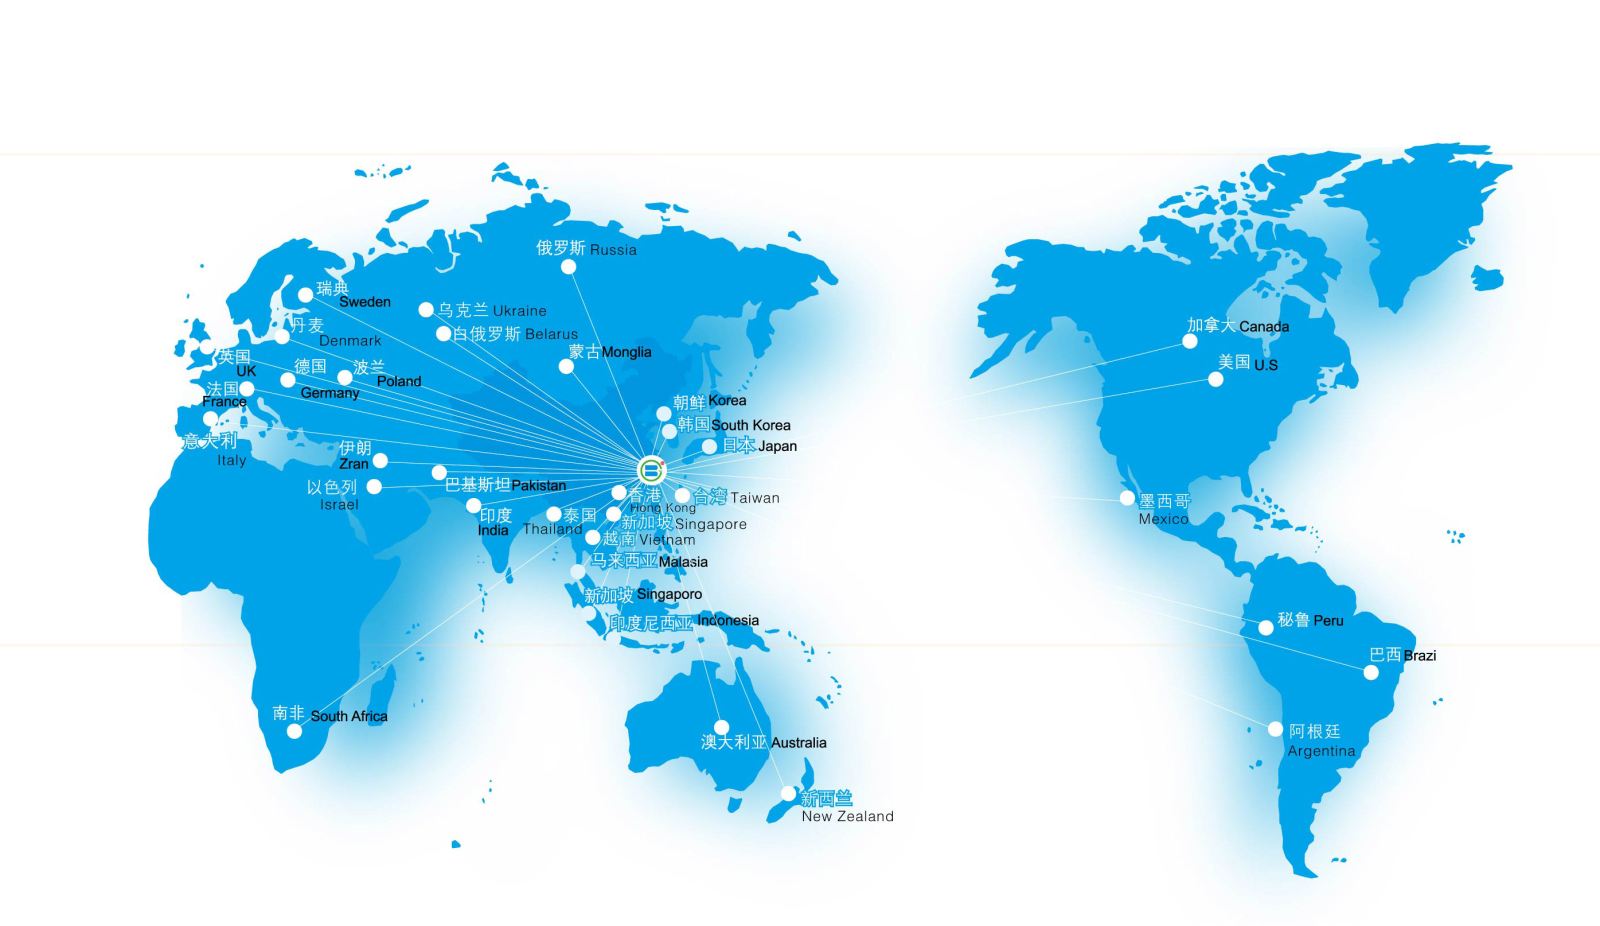 俄罗斯 Russia
瑞典
Sweden
乌克兰 Ukraine
丹麦
Denmark
白俄罗斯 Belarus
加拿大 Canada
蒙古 Monglia
英国
UK
德国
Germany
波兰
Poland
美国 U.S
法国
France
朝鲜 Korea
韩国 South Korea
意大利
Italy
日本 Japan
伊朗
Zran
以色列
Israel
巴基斯坦 Pakistan
香港
Hong Kong
台湾 Taiwan
墨西哥
Mexico
印度
India
泰国
Thailand
新加坡 Singapore
越南 Vietnam
马来西亚 Malasia
新加坡 Singaporo
印度尼西亚 Indonesia
秘鲁 Peru
巴西 Brazi
南非 South Africa
澳大利亚 Australia
阿根廷
Argentina
新西兰
New Zealand